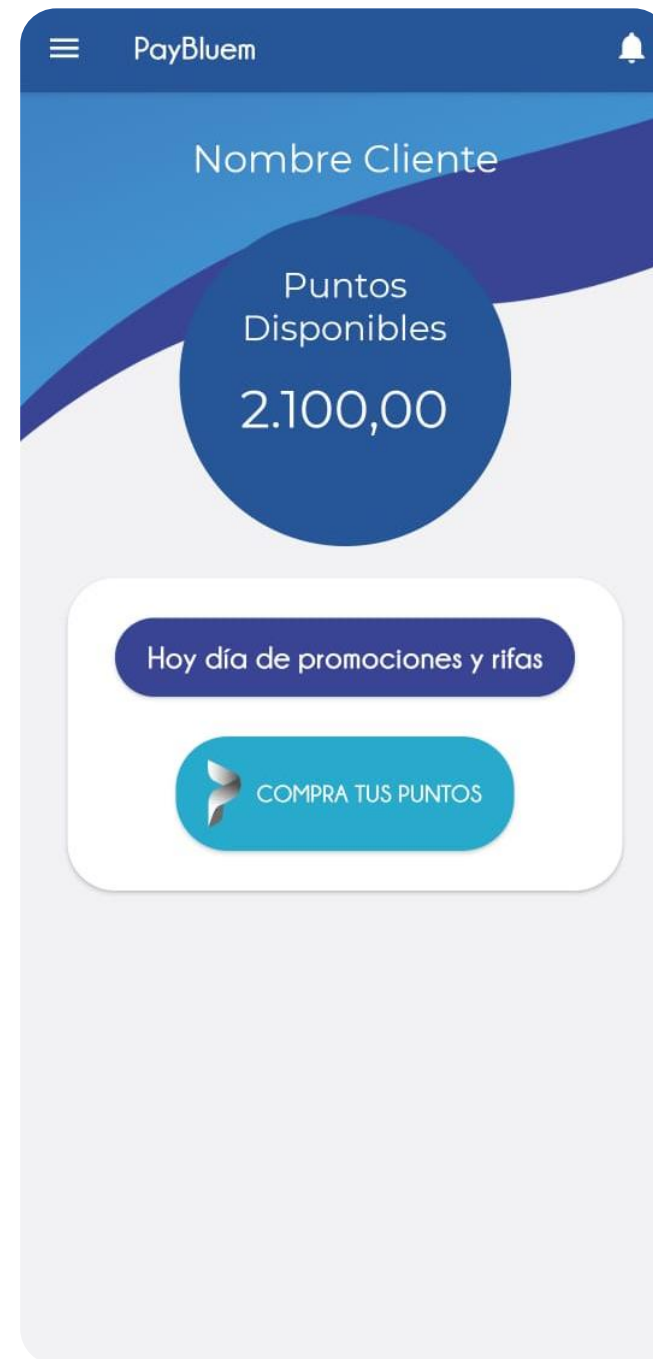 PayBluem
Nombre Cliente
Puntos
Disponibles
2.100,00
Hoy día de promociones y rifas
COMPRA TUS PUNTOS